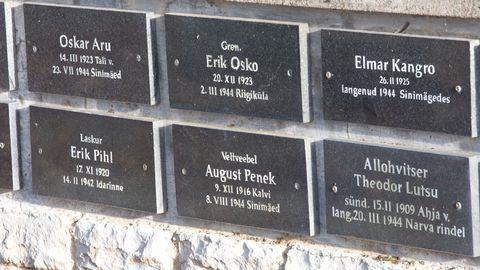 Oskar Aru
14. III 1923 Tali v.
23. VII 1944 Sinimäed
Gren.
Erik Osko
20. XII 1923
2. III 1944 Riigiküla
Elmar Kangro
26. II 1925
langenud 1944 Sinimägedes
Laskur
Erik Pihl
17. XI 1920
14. II 1942 Idarinne
Veltveebel
August Penek
9. XII 1916 Kalvi
8. VIII 1944 Sinimäed
Allohvitser
Theodor Lutsu
sünd. 15.II 1909 Ahja v.
lang.20. III 1944 Narva rindel